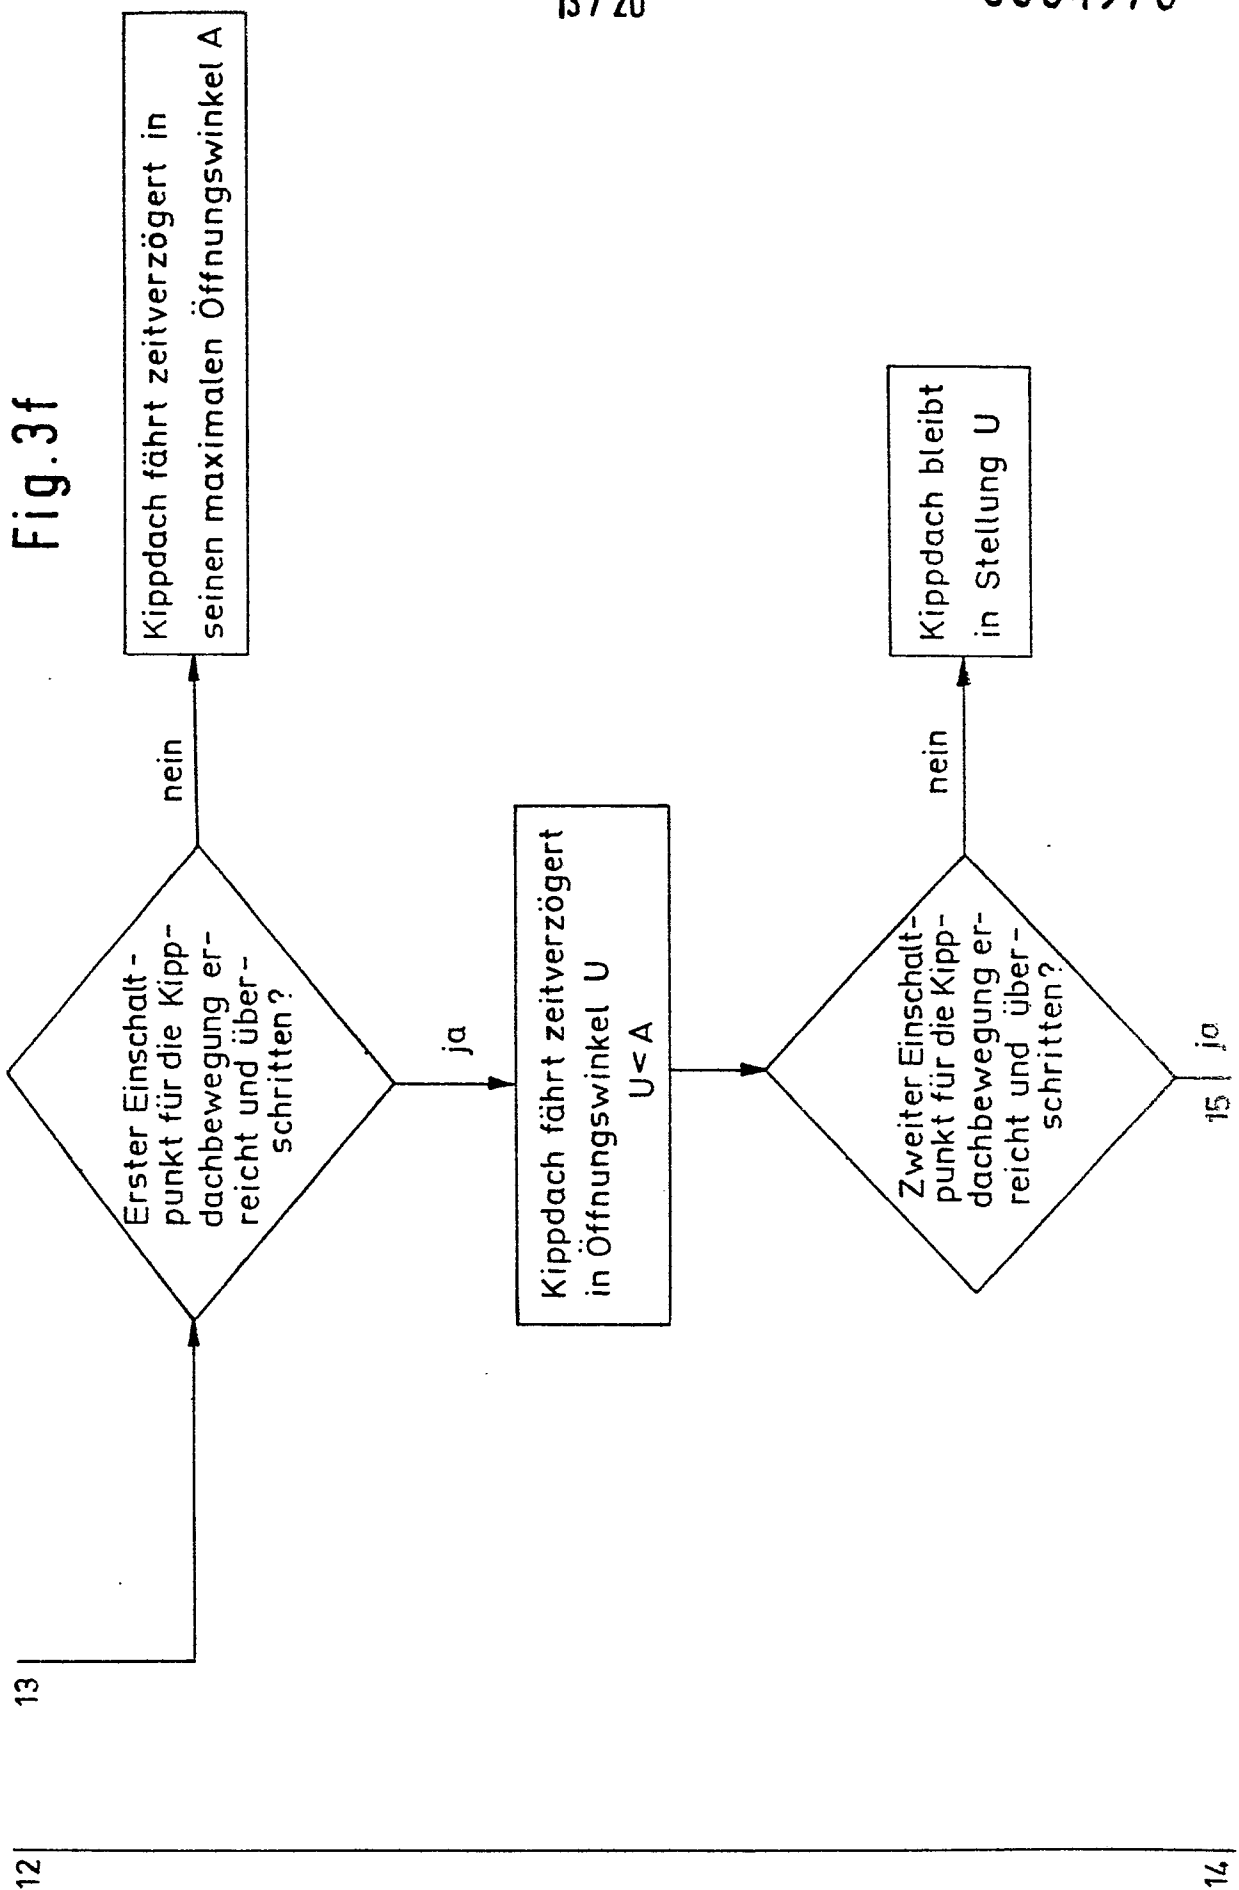 13 / 20
Fig.3f
12
13
Erster Einschalt-
punkt für die Kipp-
dachbewegung er-
reicht und über-
schritten?
nein
Kippdach fährt zeitverzögert in
seinen maximalen Öffnungswinkel A
ja
Kippdach fährt zeitverzögert
in Öffnungswinkel U
U<A
Zweiter Einschalt-
punkt für die Kipp-
dachbewegung er-
reicht und über-
schritten?
nein
Kippdach bleibt
in Stellung U
14
15
ja